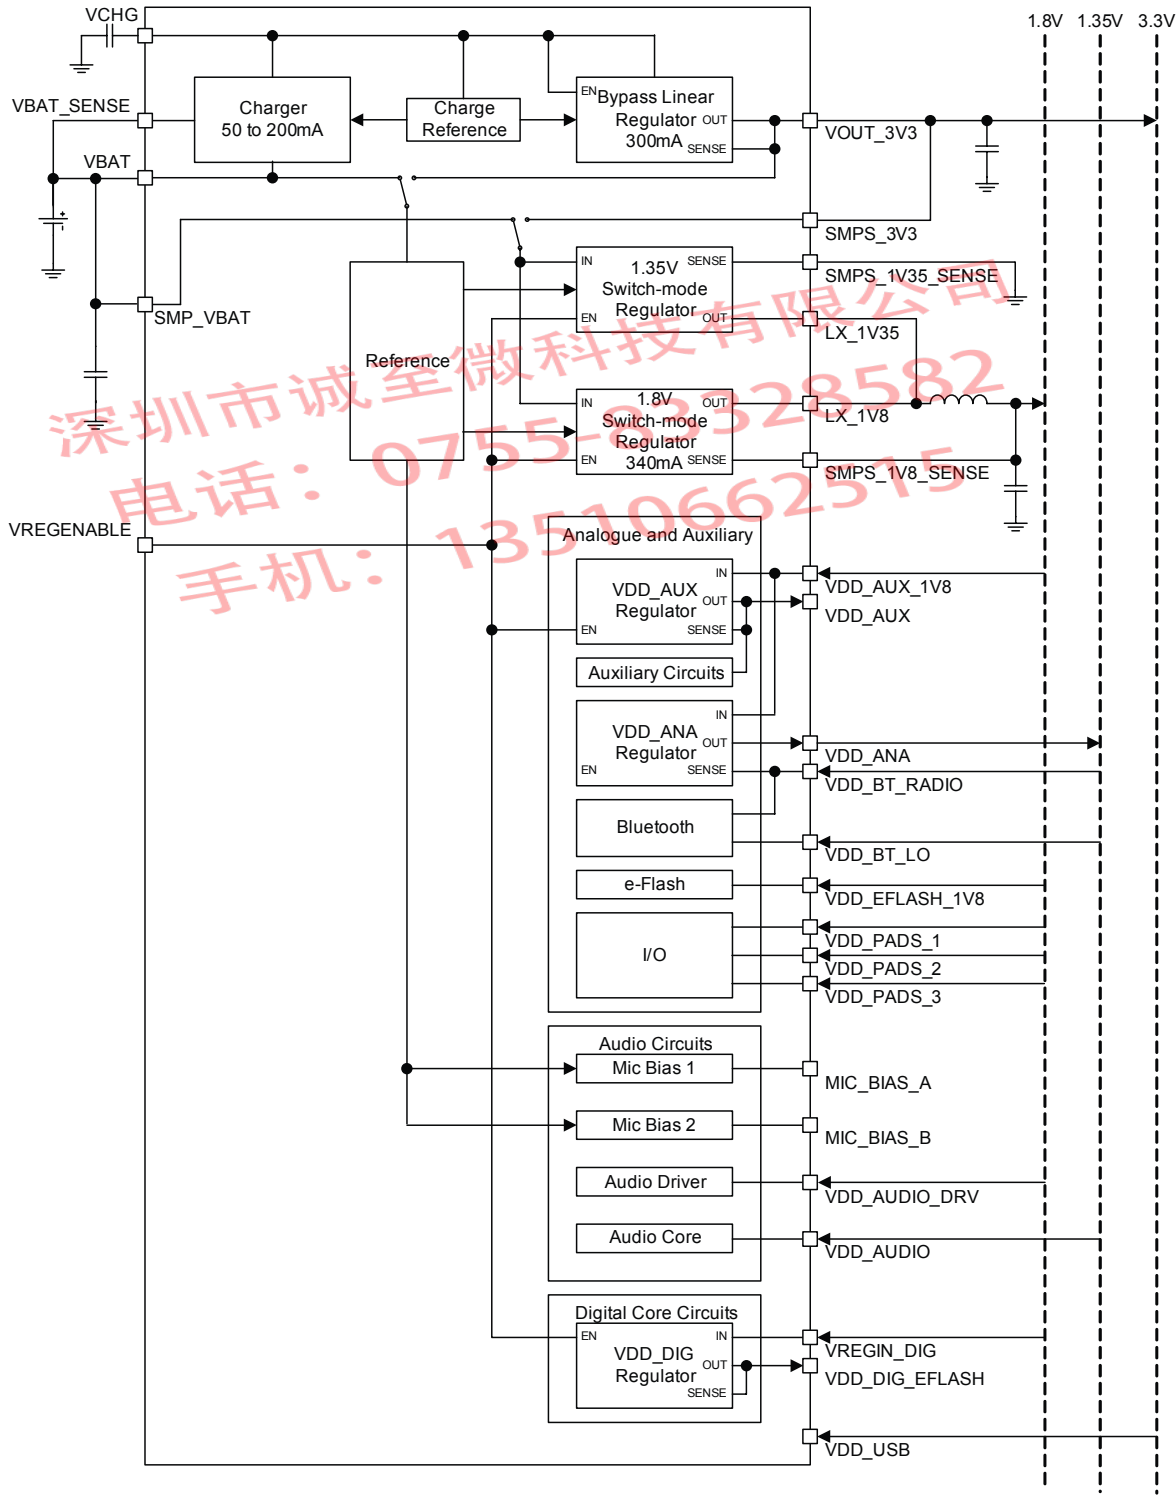 VCHG
1.8V 1.35V 3.3V
VBAT_SENSE
Charger
50 to 200mA
Charge
Reference
EN
Bypass Linear
Regulator
300mA
OUT
SENSE
VOUT_3V3
VBAT
+
-
SMPS_3V3
SMP_VBAT
Reference
IN
1.35V
Switch-mode
Regulator
SENSE
EN
OUT
SMPS_1V35_SENSE
LX_1V35
IN
1.8V
Switch-mode
Regulator
340mA
OUT
EN
SENSE
LX_1V8
SMPS_1V8_SENSE
深圳市诚至微科技有限公司
电话：0755-83328582
手机：13510662515
VREGENABLE
Analogue and Auxiliary
VDD_AUX
Regulator
IN
OUT
EN
SENSE
VDD_AUX_1V8
VDD_AUX
Auxiliary Circuits
VDD_ANA
Regulator
IN
OUT
EN
SENSE
VDD_ANA
VDD_BT_RADIO
Bluetooth
VDD_BT_LO
e-Flash
VDD_EFLASH_1V8
I/O
VDD_PADS_1
VDD_PADS_2
VDD_PADS_3
Audio Circuits
Mic Bias 1
MIC_BIAS_A
Mic Bias 2
MIC_BIAS_B
Audio Driver
VDD_AUDIO_DRV
Audio Core
VDD_AUDIO
Digital Core Circuits
EN
VDD_DIG
Regulator
IN
OUT
SENSE
VREGIN_DIG
VDD_DIG_EFLASH
VDD_USB